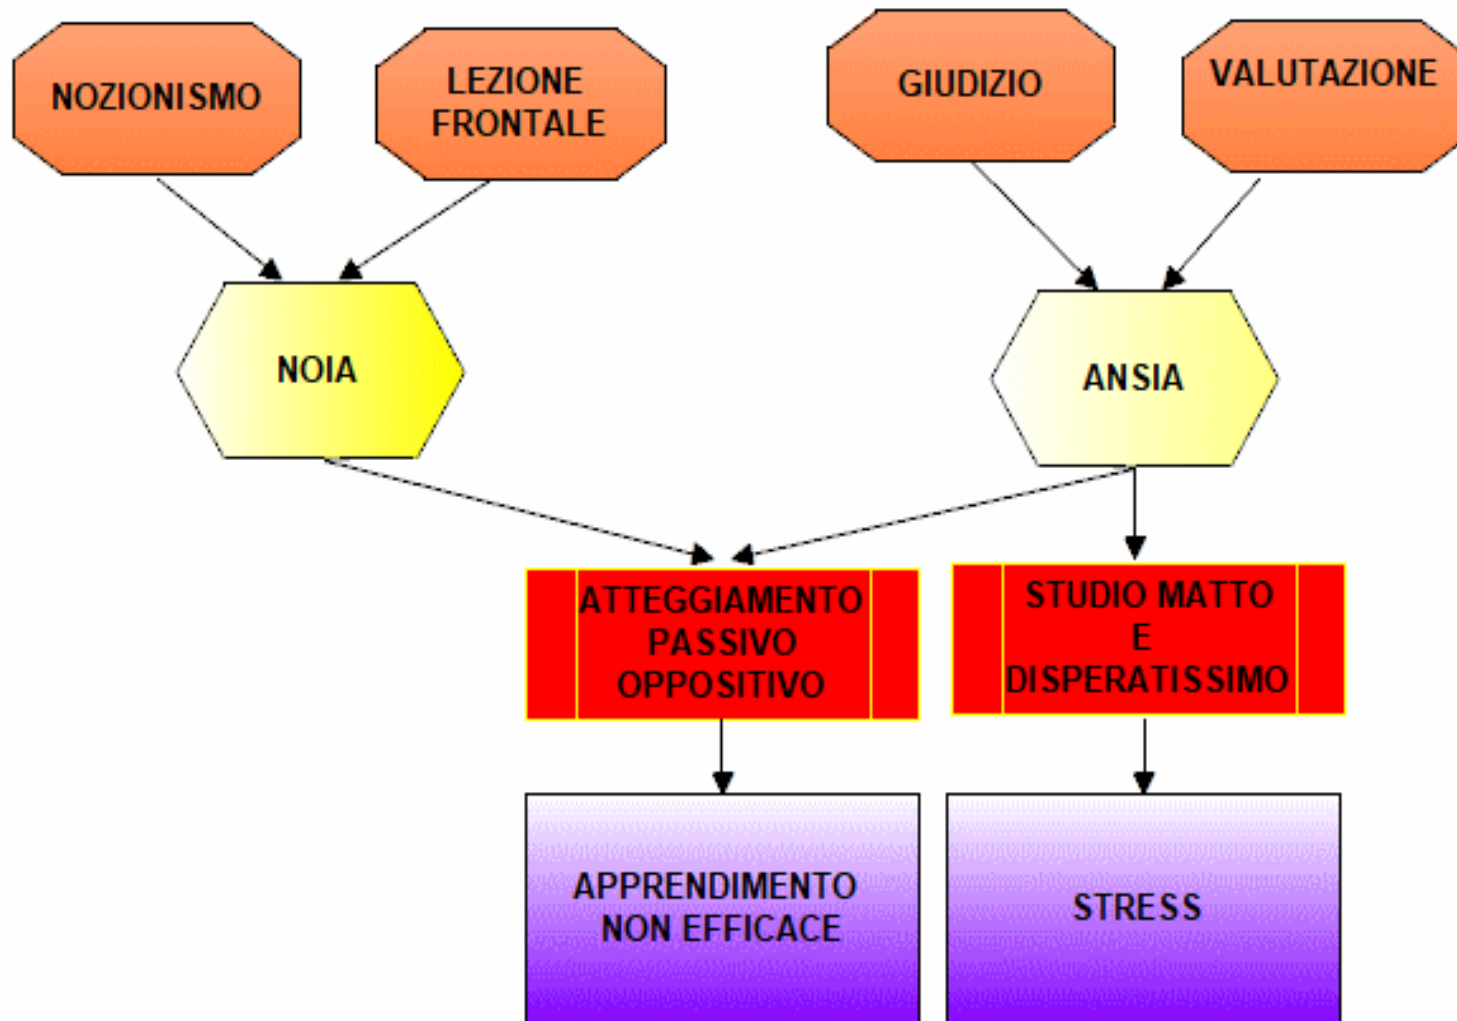 NOZIONISMO
LEZIONE
FRONTALE
GIUDIZIO
VALUTAZIONE
NOIA
ANSIA
ATTEGGIAMENTO
PASSIVO
OPPOSITIVO
STUDIO MATTO
E
DISPERATISSIMO
APPRENDIMENTO
NON EFFICACE
STRESS